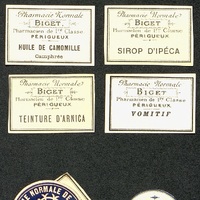 Pharmacie Normale
BIGET
Pharmacien de 1re Classe
PÉRIGUEUX
HUILE DE CAMOMILLE
Camphrée
Pharmacie Normale
BIGET
Pharmacien de 1re Classe
PÉRIGUEUX
SIROP D'IPÉCA
Pharmacie Normale
BIGET
Pharmacien de 1re Classe
PÉRIGUEUX
TEINTURE D'ARNICA
Pharmacie Normale
BIGET
Pharmacien de 1re Classe
PÉRIGUEUX
VOMITIF
NORMALE DE